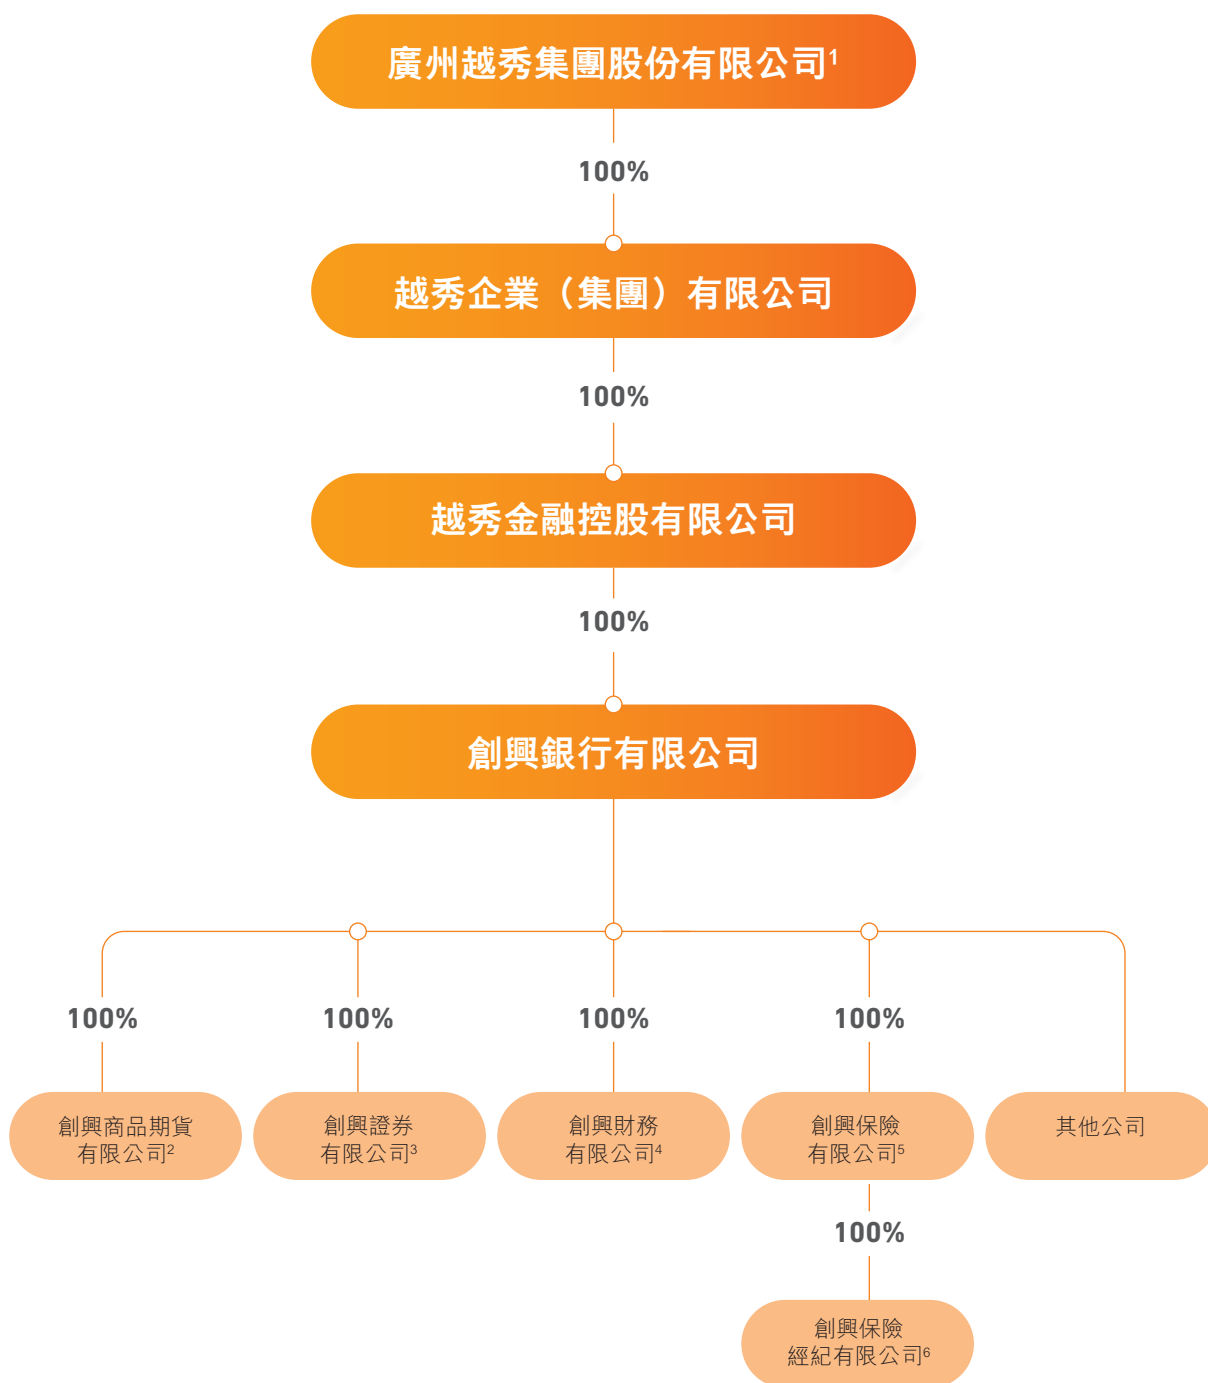 廣州越秀集團股份有限公司1
100%
越秀企業（集團）有限公司
100%
越秀金融控股有限公司
100%
創興銀行有限公司
100%
100%
100%
100%
創興商品期貨
有限公司2
創興證券
有限公司3
創興財務
有限公司4
創興保險
有限公司5
其他公司
100%
創興保險
經紀有限公司6